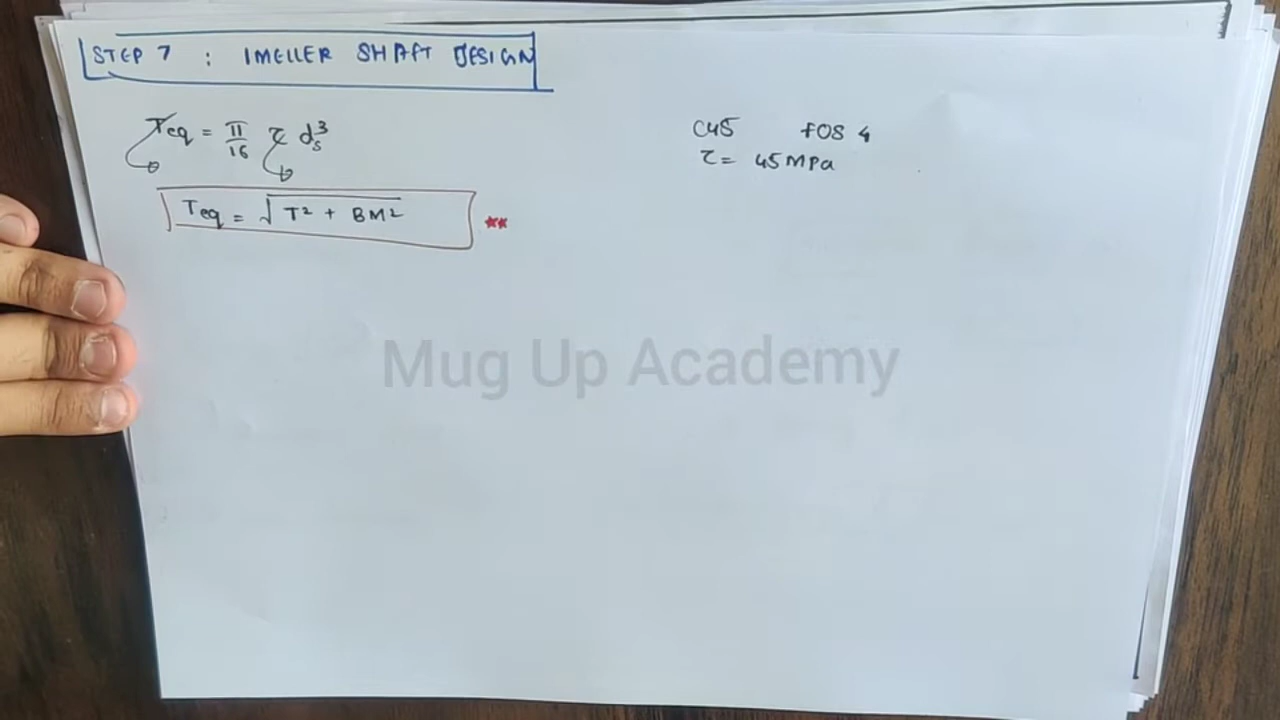 STEP 7 : IMELLER SHAFT DESIGN
Teq = π/16 τ ds³
C45 FOS 4
τ = 45 MPa
Teq = √T² + BM² **
Mug Up Academy